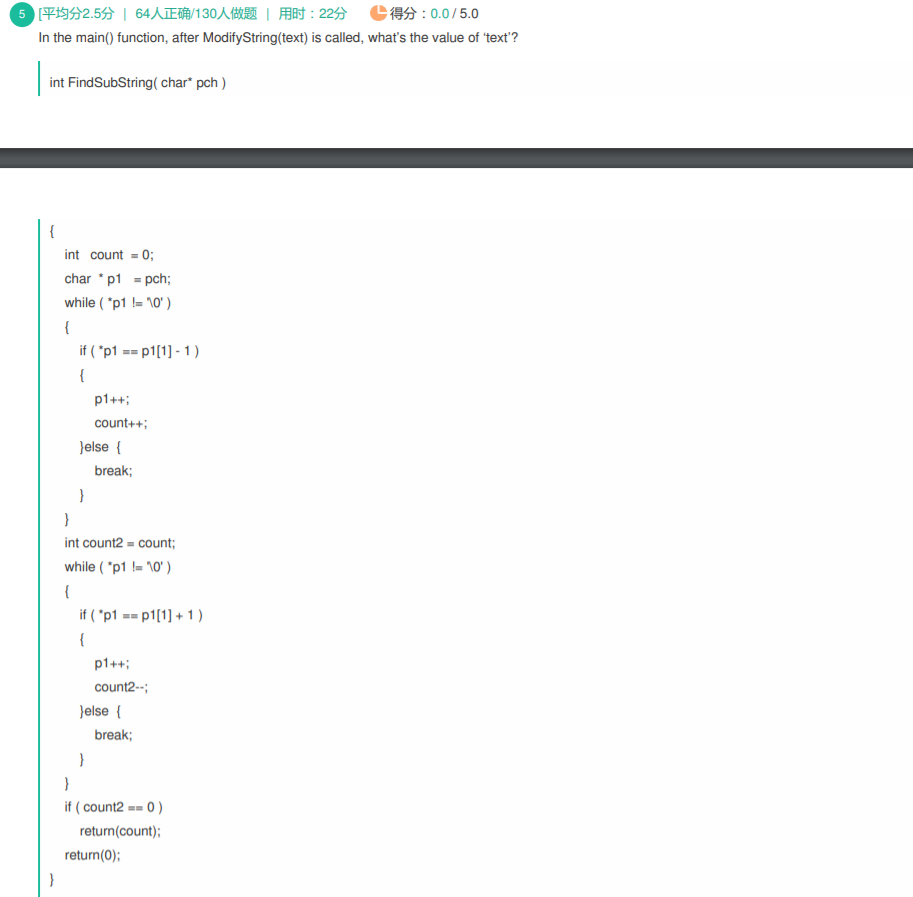 5 [平均分2.5分 | 64人正确/130人做题 | 用时：22分 得分：0.0 / 5.0
In the main() function, after ModifyString(text) is called, what's the value of ‘text’?
int FindSubString( char* pch )
{
int count = 0;
char * p1 = pch;
while ( *p1 != '\0' )
{
if ( *p1 == p1[1] - 1 )
{
p1++;
count++;
}else {
break;
}
}
int count2 = count;
while ( *p1 != '\0' )
{
if ( *p1 == p1[1] + 1 )
{
p1++;
count2--;
}else {
break;
}
}
if ( count2 == 0 )
return(count);
return(0);
}